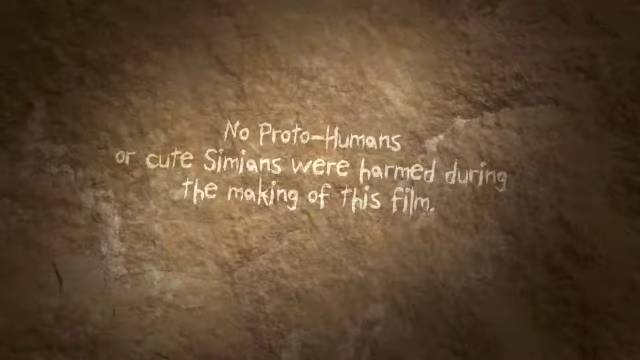 No Proto-Humans
or cute Simians were harmed during
the making of this film.